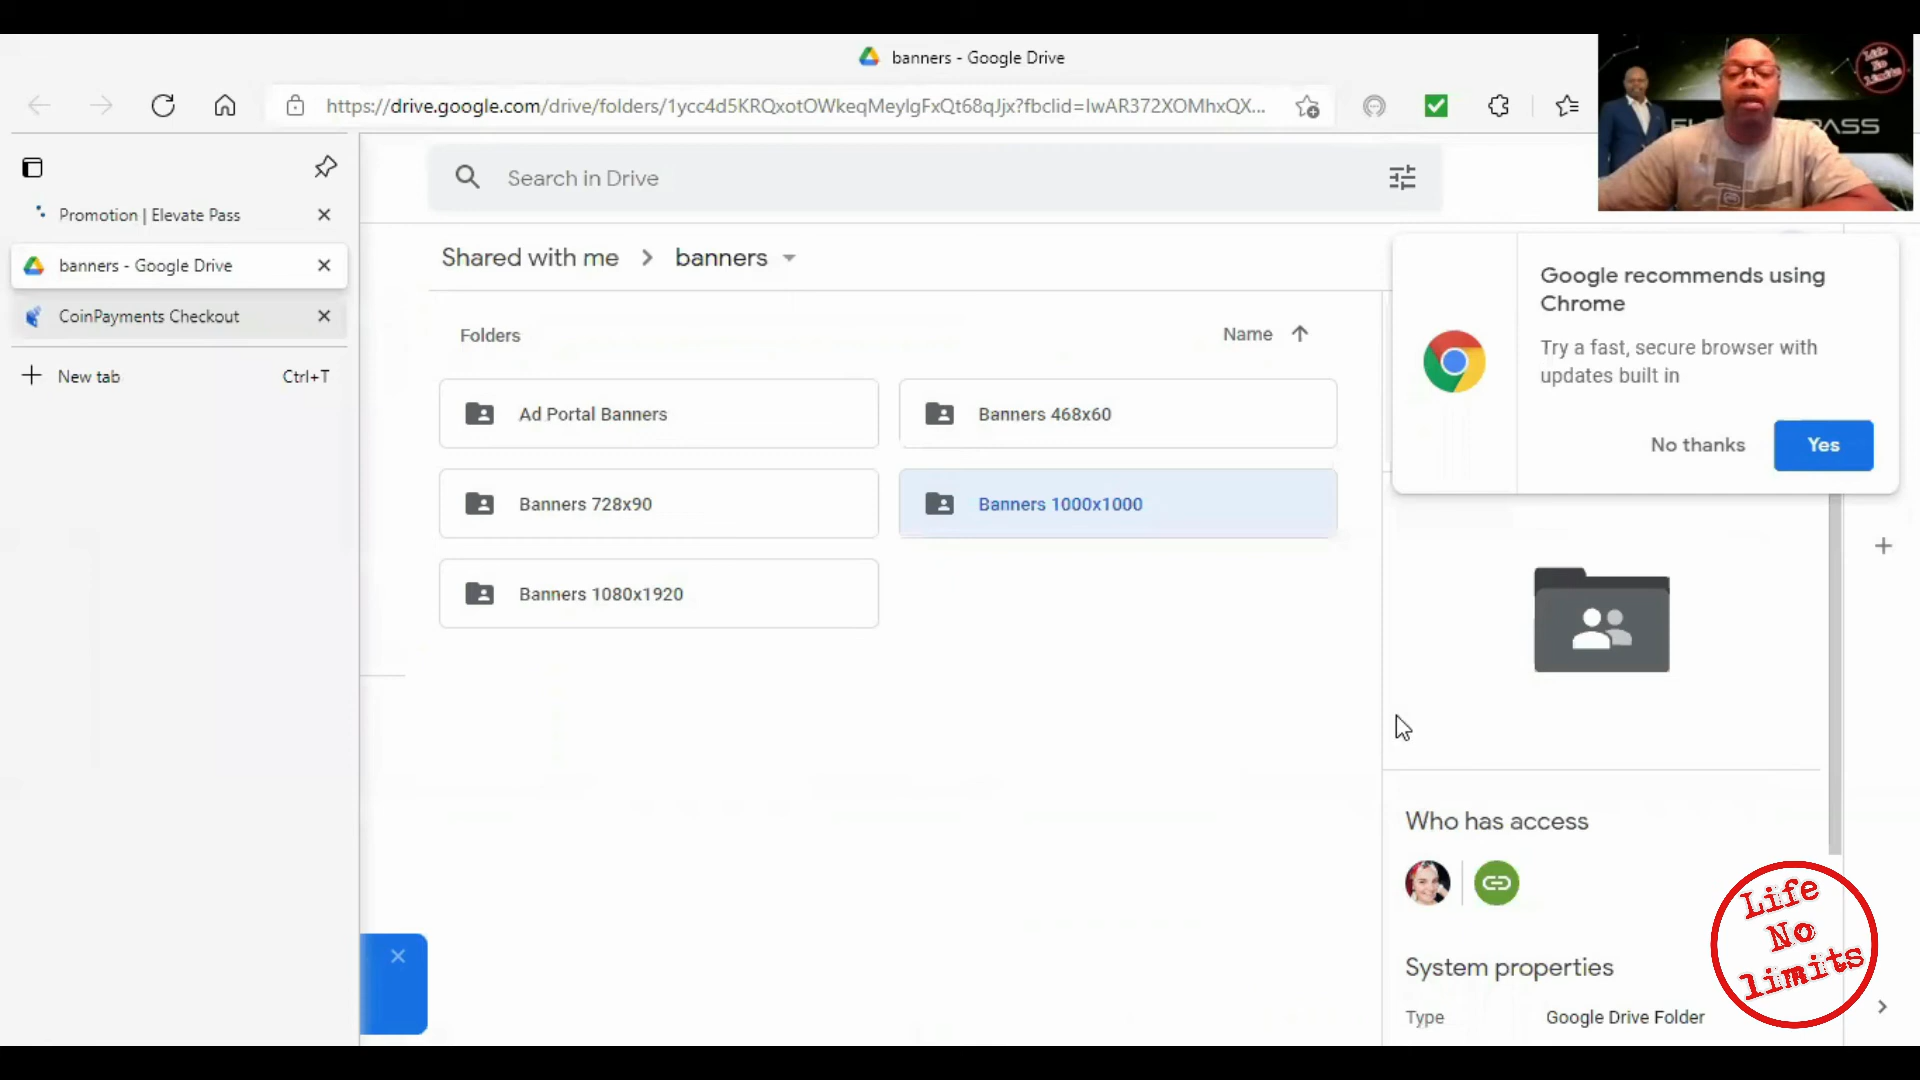 banners - Google Drive
https://drive.google.com/drive/folders/1ycc4d5KRQxotOWkeqMeylgFxQt68qJjx?fbclid=IwAR372XOMhxQX...
Promotion | Elevate Pass
banners - Google Drive
CoinPayments Checkout
New tab
Ctrl+T
Search in Drive
Shared with me
banners
Folders
Name
Ad Portal Banners
Banners 468x60
Banners 728x90
Banners 1000x1000
Banners 1080x1920
Google recommends using
Chrome
Try a fast, secure browser with
updates built in
No thanks
Yes
Who has access
System properties
Type
Google Drive Folder
Life
No
limits
Life
No
limits